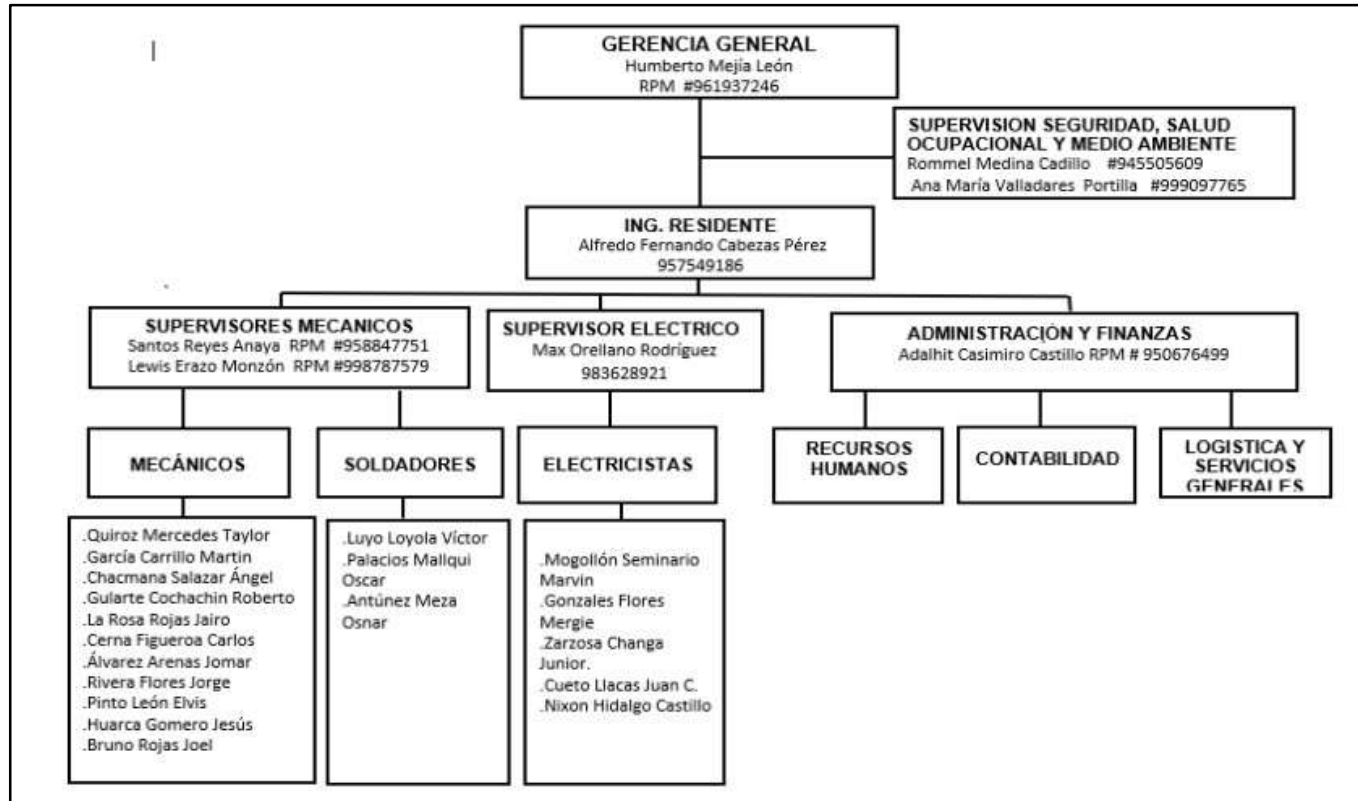 GERENCIA GENERAL
Humberto Mejía León
RPM #961937246
SUPERVISION SEGURIDAD, SALUD
OCUPACIONAL Y MEDIO AMBIENTE
Rommel Medina Cadillo #945505609
Ana María Valladares Portilla #999097765
ING. RESIDENTE
Alfredo Fernando Cabezas Pérez
957549186
SUPERVISORES MECANICOS
Santos Reyes Anaya RPM #958847751
Lewis Erazo Monzón RPM #998787579
SUPERVISOR ELECTRICO
Max Orellano Rodríguez
983628921
ADMINISTRACIÓN Y FINANZAS
Adalhit Casimiro Castillo RPM # 950676499
MECÁNICOS
SOLDADORES
ELECTRICISTAS
RECURSOS
HUMANOS
CONTABILIDAD
LOGISTICA Y
SERVICIOS
GENERALES
.Quiroz Mercedes Taylor
.García Carrillo Martin
.Chacmana Salazar Ángel
.Gularte Cochachin Roberto
.La Rosa Rojas Jairo
.Cerna Figueroa Carlos
.Álvarez Arenas Jomar
.Rivera Flores Jorge
.Pinto León Elvis
.Huarca Gomero Jesús
.Bruno Rojas Joel
.Luyo Loyola Víctor
.Palacios Mallqui
Oscar
.Antúnez Meza
Osnar
.Mogollón Seminario
Marvin
.Gonzales Flores
Mergie
.Zarzosa Changa
Junior.
.Cueto Llacas Juan C.
.Nixon Hidalgo Castillo